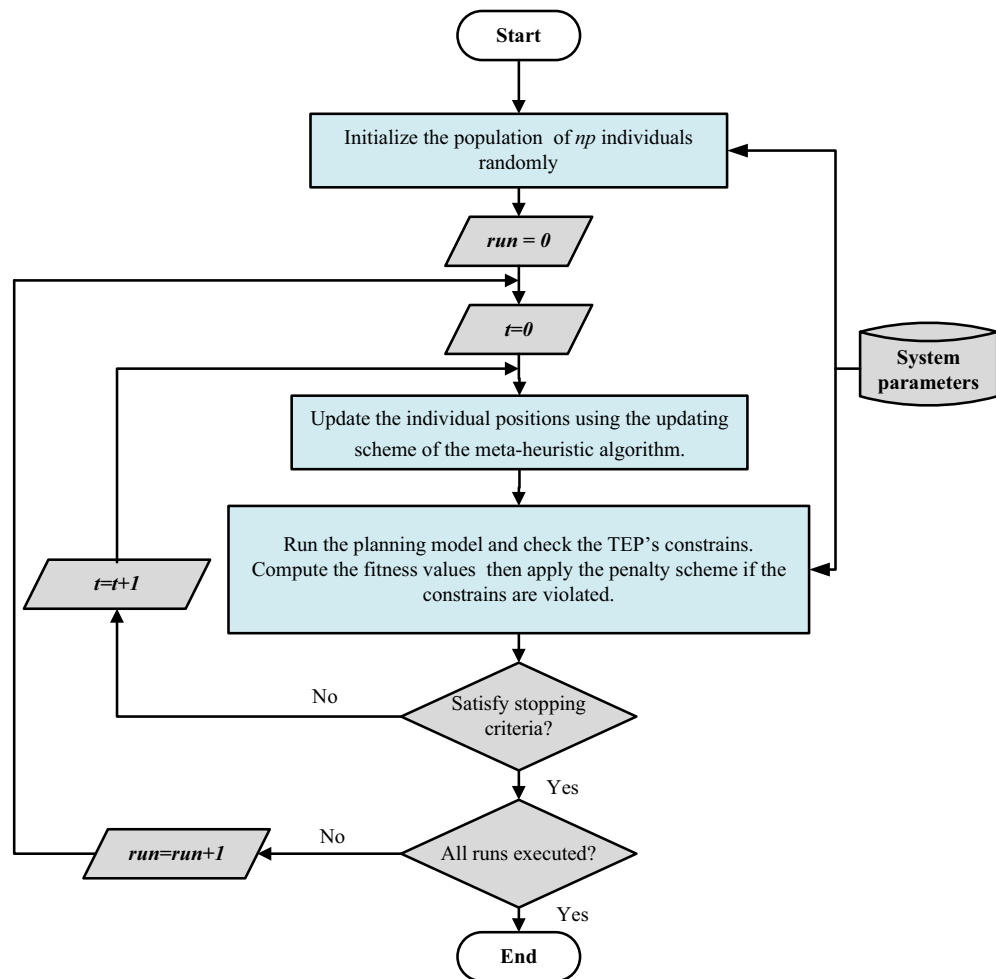 Start
Initialize the population of np individuals
randomly
run = 0
t=0
System
parameters
Update the individual positions using the updating
scheme of the meta-heuristic algorithm.
Run the planning model and check the TEP's constrains.
Compute the fitness values then apply the penalty scheme if the
constrains are violated.
t=t+1
No
Satisfy stopping
criteria?
Yes
run=run+1
No
All runs executed?
Yes
End